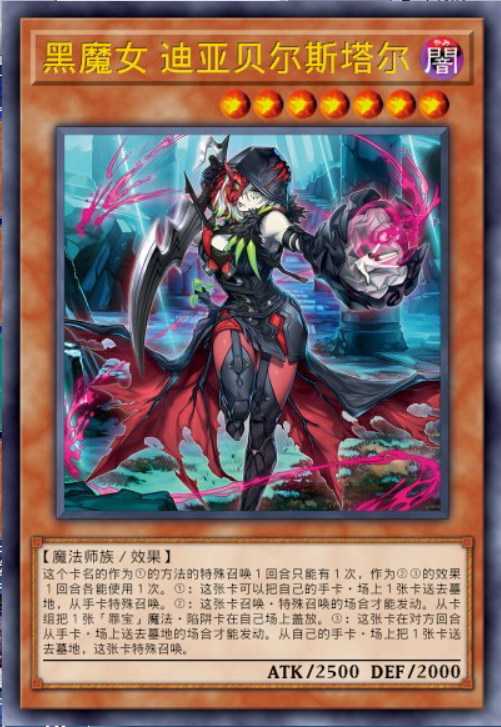 黑魔女 迪亚贝尔斯塔尔
やみ
闇
【魔法师族／效果】
这个卡名的作为①的方法的特殊召唤1回合只能有1次，作为②③的效果
1回合各能使用1次。①：这张卡可以把自己的手卡·场上1张卡送去墓
地，从手卡特殊召唤。②：这张卡召唤·特殊召唤的场合才能发动。从卡
组把1张「罪宝」魔法·陷阱卡在自己场上盖放。③：这张卡在对方回合
从手卡·场上送去墓地的场合才能发动。从自己的手卡·场上把1张卡送
去墓地，这张卡特殊召唤。
ATK/2500 DEF/2000